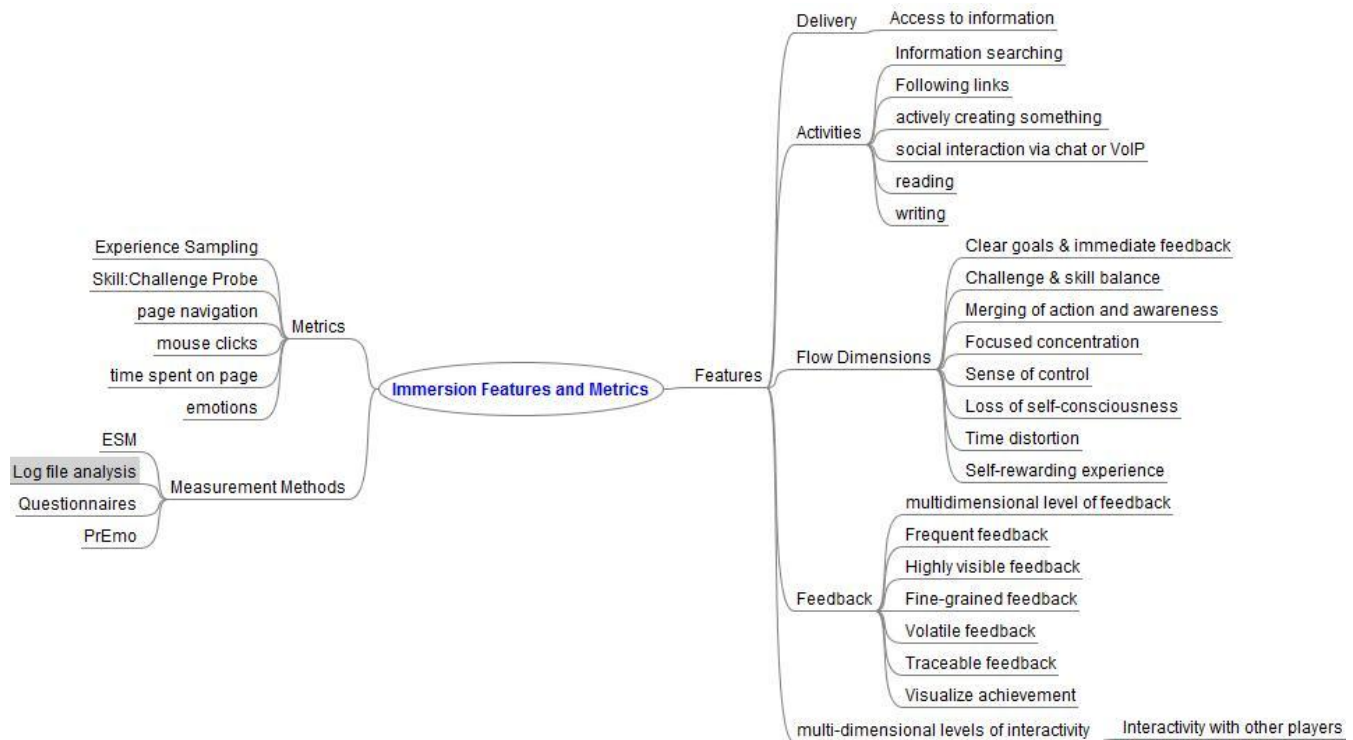 Immersion Features and Metrics
Metrics
Experience Sampling
Skill:Challenge Probe
page navigation
mouse clicks
time spent on page
emotions
Measurement Methods
ESM
Log file analysis
Questionnaires
PrEmo
Features
Delivery
Access to information
Activities
Information searching
Following links
actively creating something
social interaction via chat or VoIP
reading
writing
Flow Dimensions
Clear goals & immediate feedback
Challenge & skill balance
Merging of action and awareness
Focused concentration
Sense of control
Loss of self-consciousness
Time distortion
Self-rewarding experience
Feedback
multidimensional level of feedback
Frequent feedback
Highly visible feedback
Fine-grained feedback
Volatile feedback
Traceable feedback
Visualize achievement
multi-dimensional levels of interactivity
Interactivity with other players